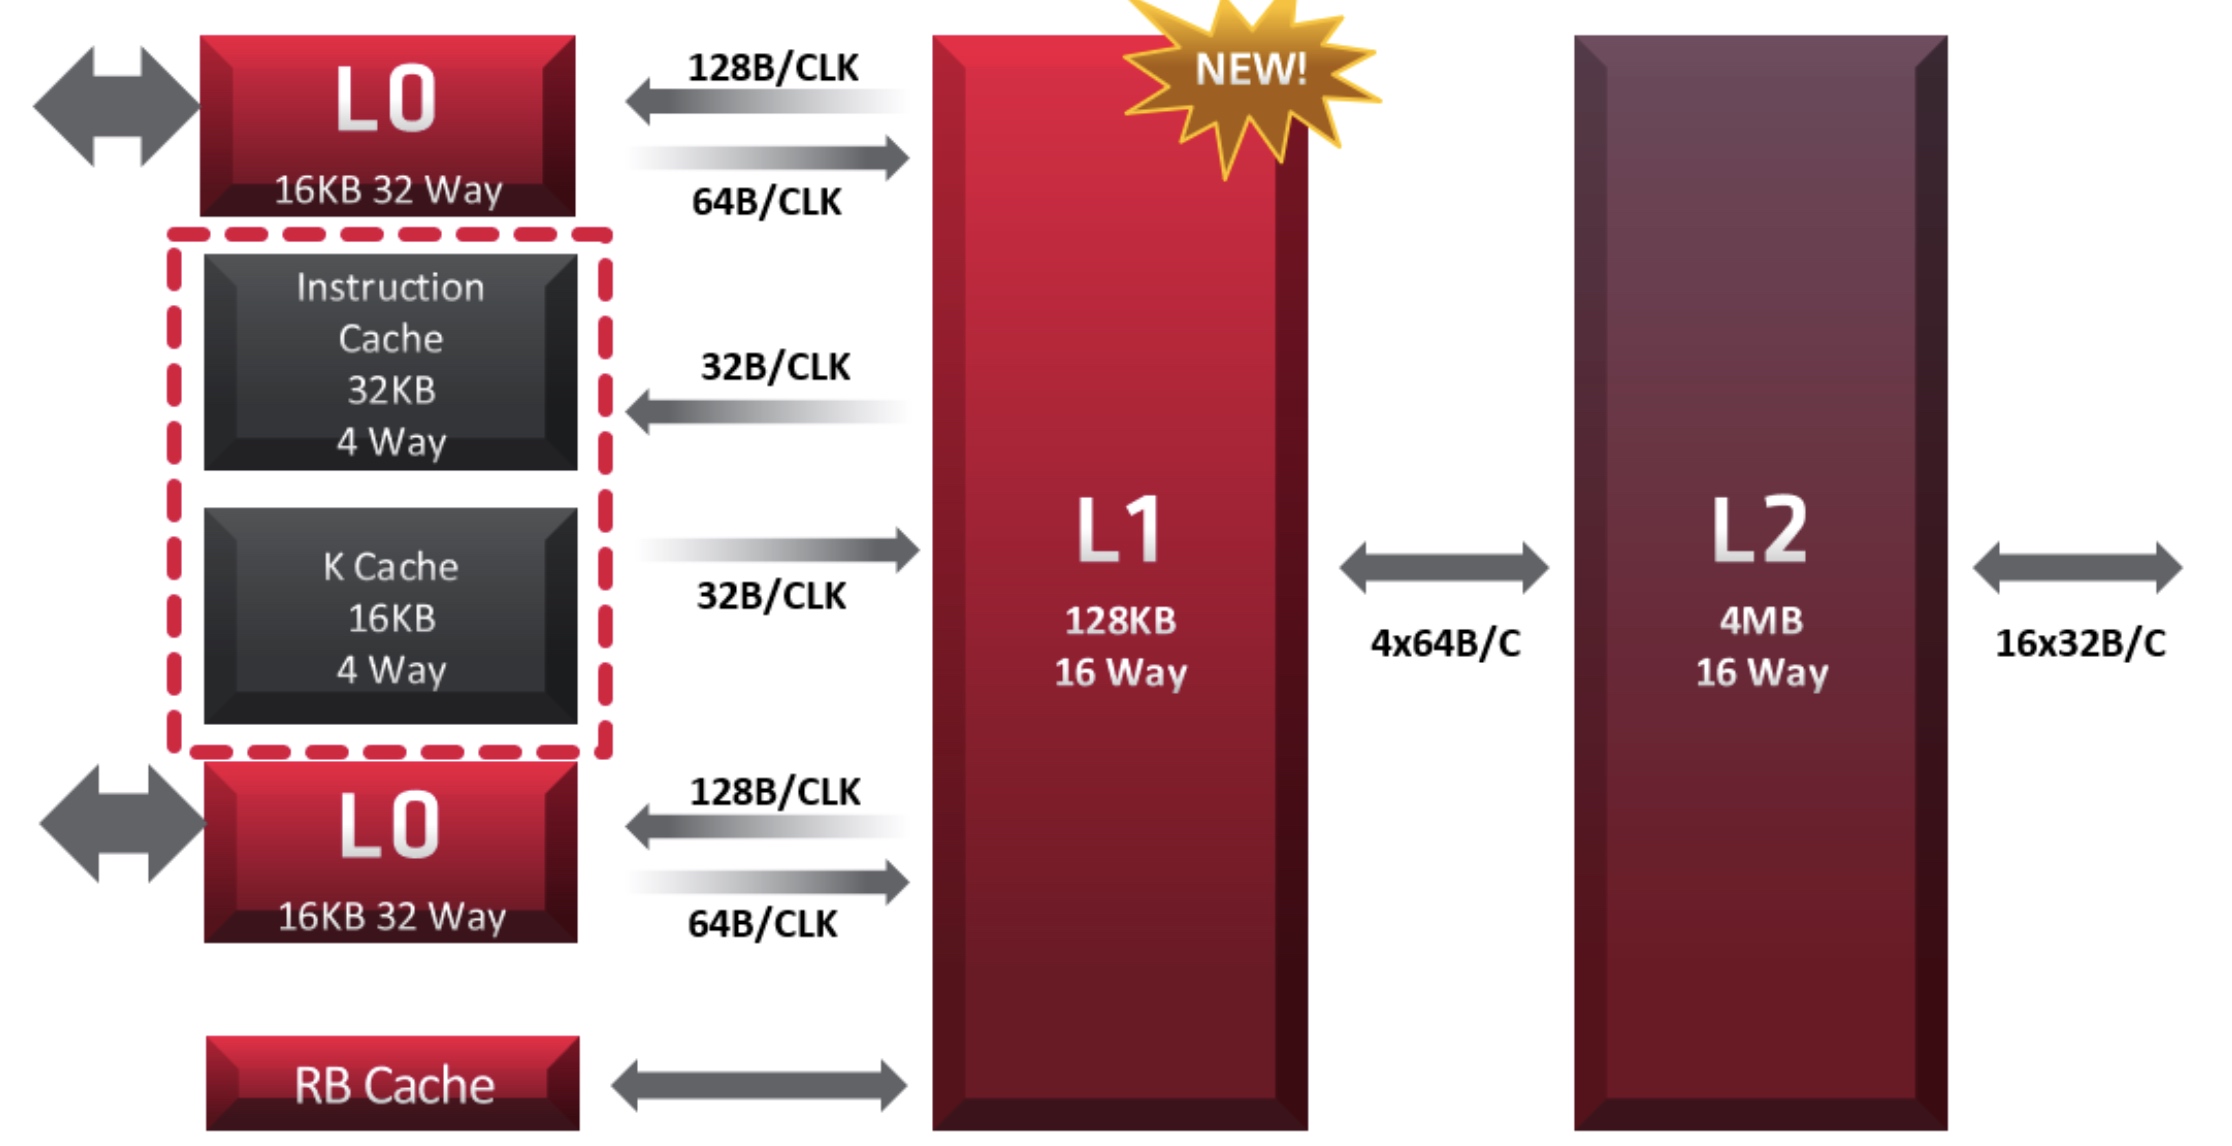 L0
16KB 32 Way
128B/CLK
64B/CLK
NEW!
Instruction
Cache
32KB
4 Way
32B/CLK
K Cache
16KB
4 Way
32B/CLK
L0
16KB 32 Way
128B/CLK
64B/CLK
RB Cache
L1
128KB
16 Way
4x64B/C
L2
4MB
16 Way
16x32B/C